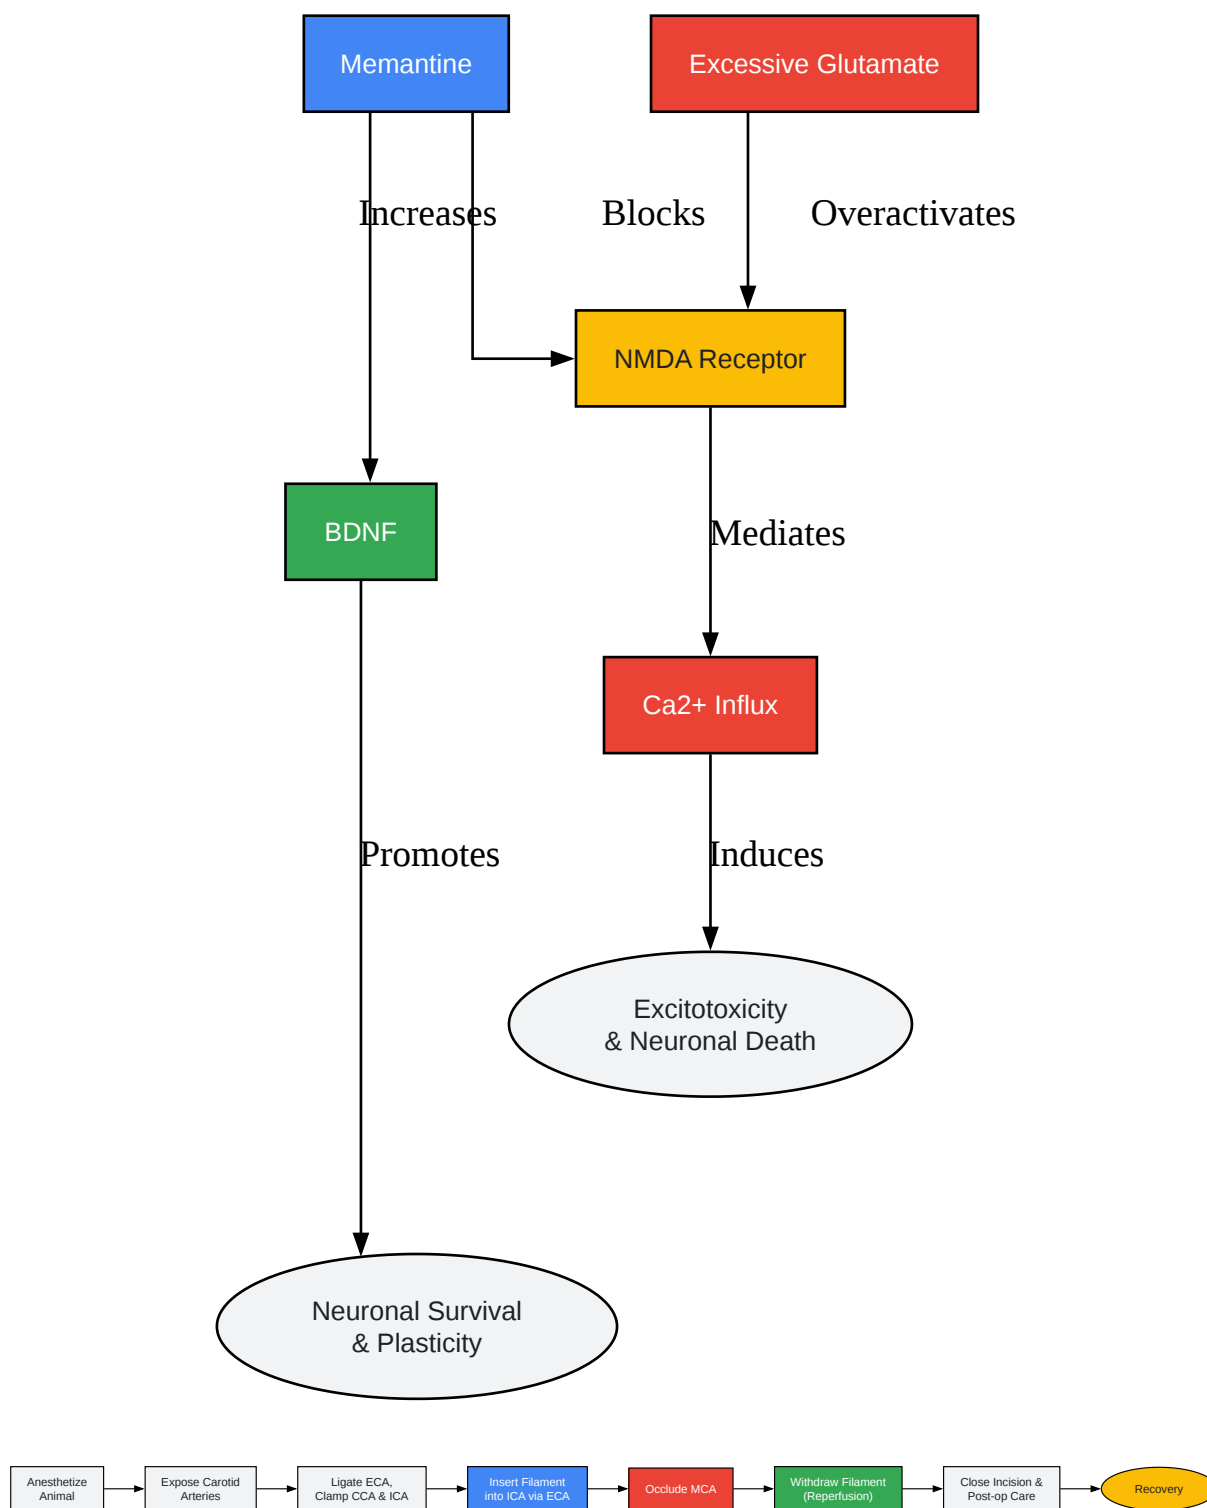 Memantine
Excessive Glutamate
Increases
Blocks
Overactivates
NMDA Receptor
BDNF
Mediates
Ca2+ Influx
Promotes
Induces
Excitotoxicity
& Neuronal Death
Neuronal Survival
& Plasticity
Anesthetize
Animal
Expose Carotid
Arteries
Ligate ECA,
Clamp CCA & ICA
Insert Filament
into ICA via ECA
Occlude MCA
Withdraw Filament
(Reperfusion)
Close Incision &
Post-op Care
Recovery